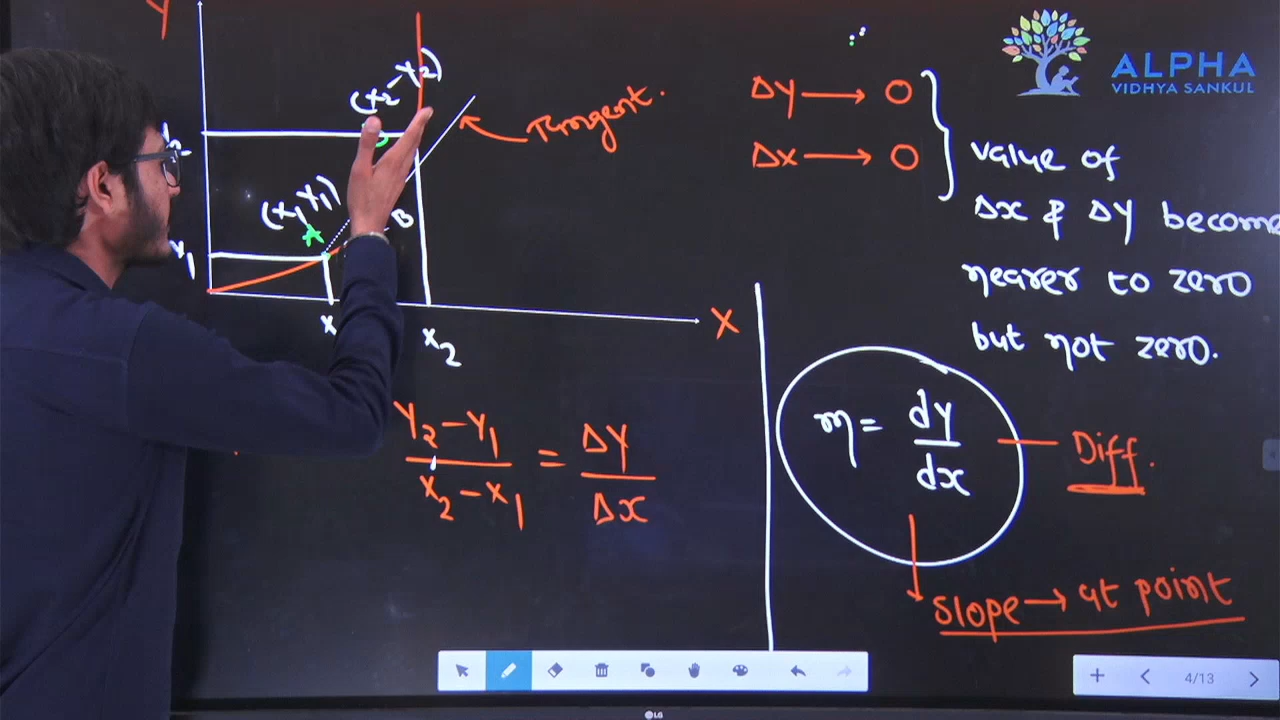 Y
ALPHA
VIDHYA SANKUL
(x2-Y2)
Tangent.
ΔY → 0
Δx → 0
value of
Δx & ΔY become
nearer to zero
but not zero.
(x1 Y1)
A
B
Y1
X
x2
Y2-Y1 / x2-x1 = ΔY / Δx
m = dy / dx
Diff.
slope → at point
4/13
LG